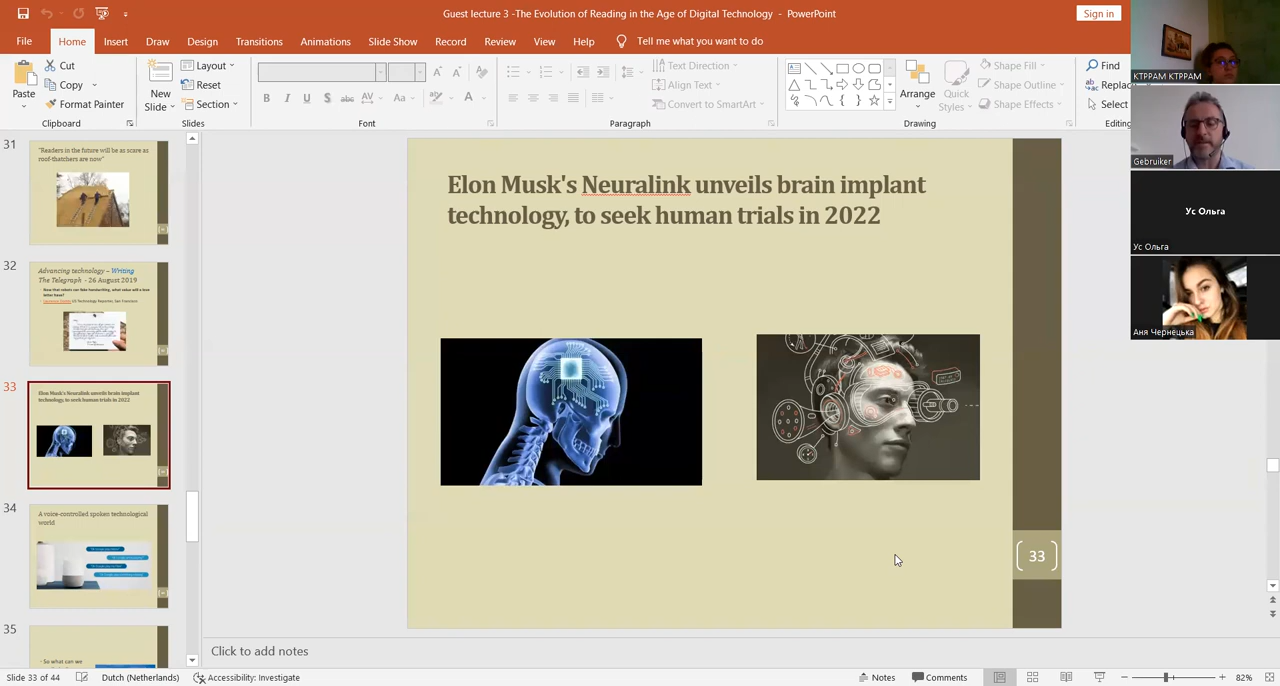 Guest lecture 3 -The Evolution of Reading in the Age of Digital Technology - PowerPoint
Sign in
File Home Insert Draw Design Transitions Animations Slide Show Record Review View Help Tell me what you want to do
Paste
Cut
Copy
Format Painter
Clipboard
New Slide
Layout
Reset
Section
Slides
B I U S abc AV Aa A
Font
Paragraph
Text Direction
Align Text
Convert to SmartArt
Arrange
Quick Styles
Shape Fill
Shape Outline
Shape Effects
Drawing
Find
Replac
Select
Editing
КТРРАМ КТРРАМ
Gebruiker
Ус Ольга
Ус Ольга
Аня Чернецька
31
"Readers in the future will be as scarce as
roof-thatchers are now"
32
Advancing technology – Writing
The Telegraph - 26 August 2019
33
Elon Musk's Neuralink unveils brain implant
technology, to seek human trials in 2022
34
A voice-controlled spoken technological
world
35
So what can we
Elon Musk's Neuralink unveils brain implant
technology, to seek human trials in 2022
33
Click to add notes
Slide 33 of 44 Dutch (Netherlands) Accessibility: Investigate Notes Comments 82%